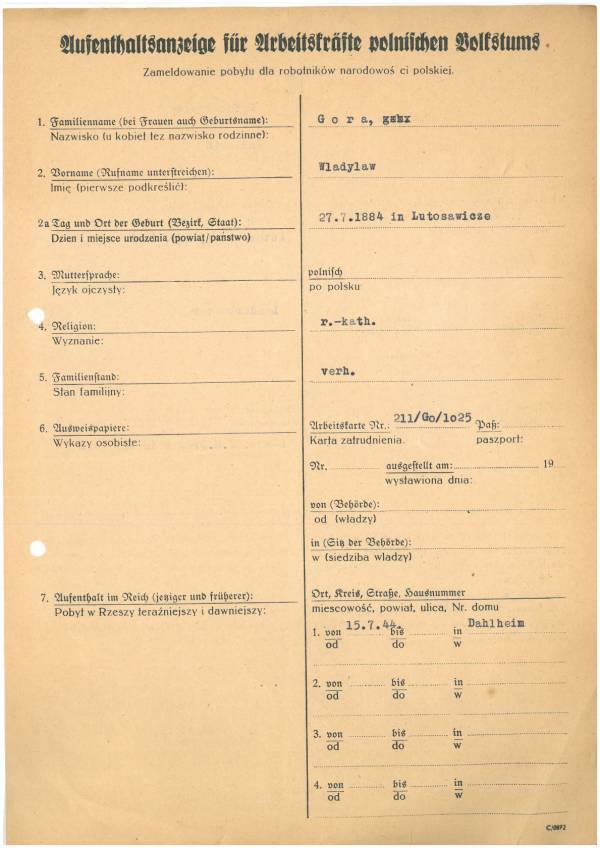 Aufenthaltsanzeige für Arbeitskräfte polnischen Volkstums
Zameldowanie pobytu dla robotników narodowoś ci polskiej.
1. Familienname (bei Frauen auch Geburtsname):
Nazwisko (u kobiet tez nazwisko rodzinne):
G o r a,
2. Vorname (Rufname unterstreichen):
Imię (pierwsze podkreślić):
Wladylaw
2a Tag und Ort der Geburt (Bezirk, Staat):
Dzien i miejsce urodzenia (powiat/państwo)
27.7.1884 in Lutosawicze
3. Muttersprache:
Język ojczysty:
polnisch
po polsku
4. Religion:
Wyznanie:
r.-kath.
5. Familienstand:
Stan familijny:
verh.
6. Ausweispapiere:
Wykazy osobiste:
Arbeitskarte Nr.: 211/Go/1o25 Paß:
Karta zatrudnienia. paszport:
Nr. ausgestellt am: 19
wystawiona dnia:
von (Behörde):
od (władzy)
in (Sitz der Behörde):
w (siedziba wladzy)
7. Aufenthalt im Reich (jetziger und früherer):
Pobyt w Rzeszy teraźniejszy i dawniejszy:
Ort, Kreis, Straße, Hausnummer
miescowość, powiat, ulica, Nr. domu
1. von 15.7.44. bis in Dahlheim
od do w
2. von bis in
od do w
3. von bis in
od do w
4. von bis in
od do w
C/0872